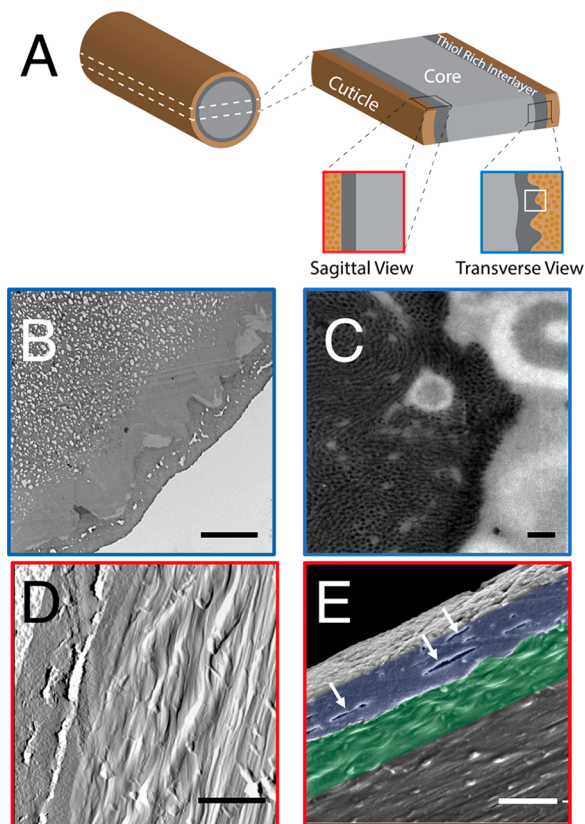 A
Thiol Rich Interlayer
Core
Cuticle
Sagittal View
Transverse View
B
C
D
E